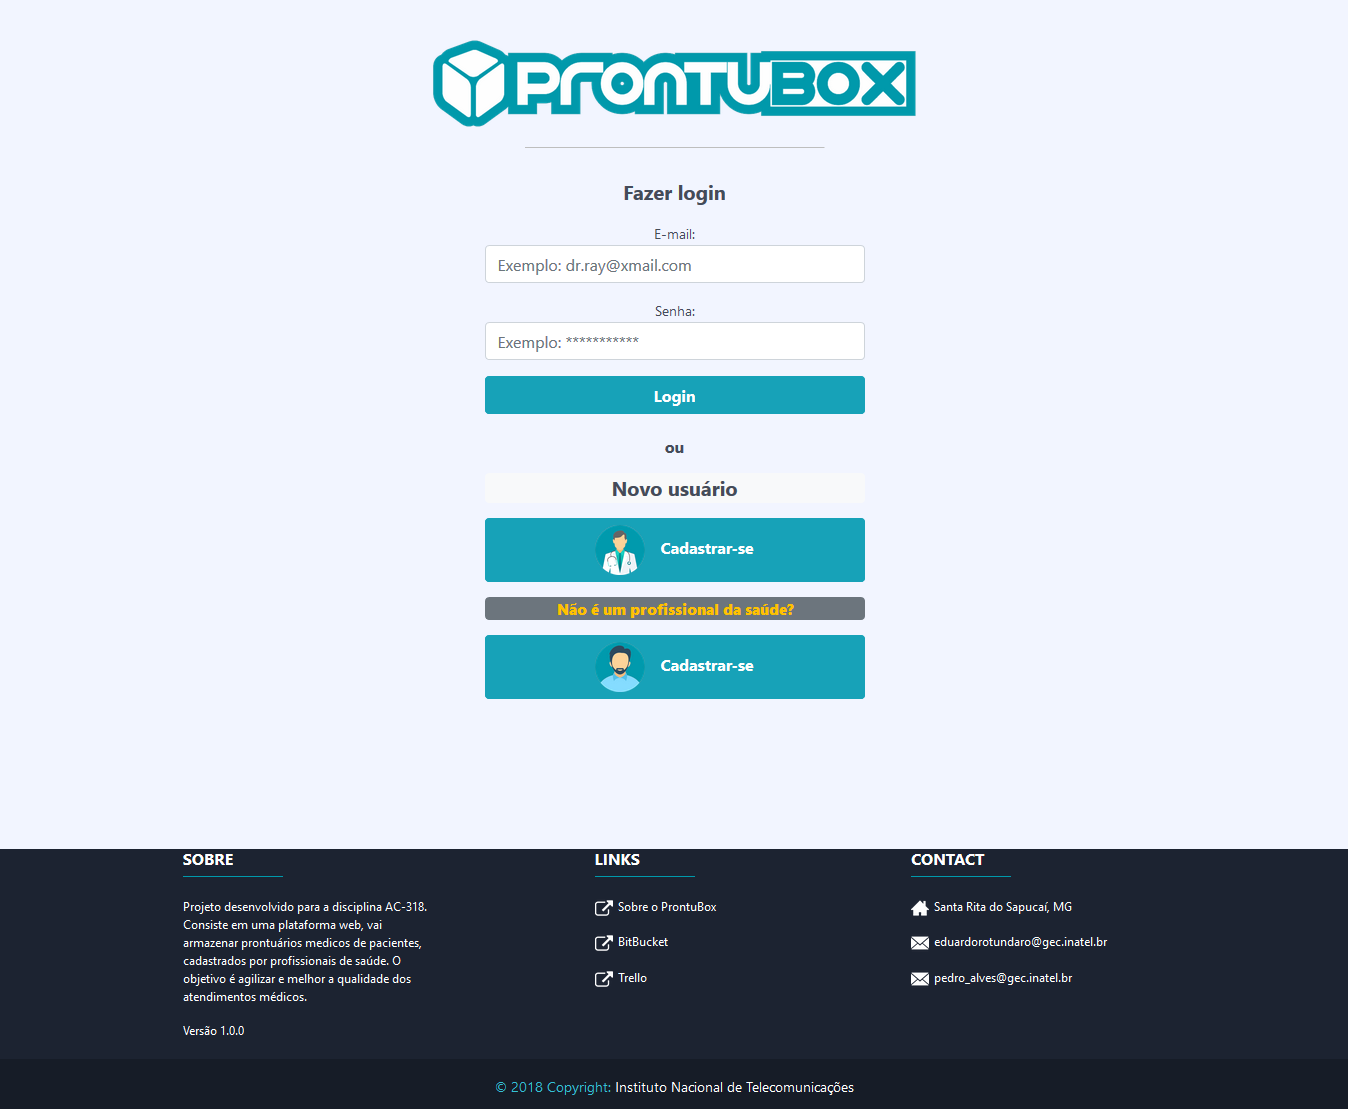 PRONTUBOX
Fazer login
E-mail:
Exemplo: dr.ray@xmail.com
Senha:
Exemplo: ***********
Login
ou
Novo usuário
Cadastrar-se
Não é um profissional da saúde?
Cadastrar-se
SOBRE
Projeto desenvolvido para a disciplina AC-318.
Consiste em uma plataforma web, vai
armazenar prontuários medicos de pacientes,
cadastrados por profissionais de saúde. O
objetivo é agilizar e melhor a qualidade dos
atendimentos médicos.
Versão 1.0.0
LINKS
Sobre o ProntuBox
BitBucket
Trello
CONTACT
Santa Rita do Sapucaí, MG
eduardorotundaro@gec.inatel.br
pedro_alves@gec.inatel.br
© 2018 Copyright: Instituto Nacional de Telecomunicações